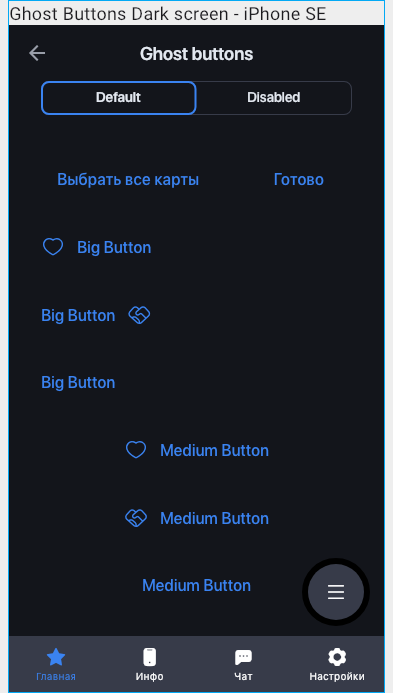 Ghost Buttons Dark screen - iPhone SE
Ghost buttons
Default Disabled
Выбрать все карты Готово
Big Button
Big Button
Big Button
Medium Button
Medium Button
Medium Button
Главная Инфо Чат Настройки